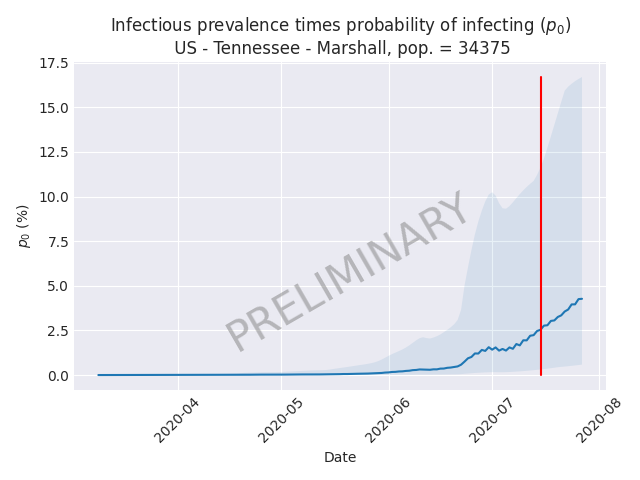 Infectious prevalence times probability of infecting (p₀)
US - Tennessee - Marshall, pop. = 34375
17.5
15.0
12.5
10.0
7.5
5.0
2.5
0.0
p₀ (%)
PRELIMINARY
2020-04
2020-05
2020-06
2020-07
2020-08
Date